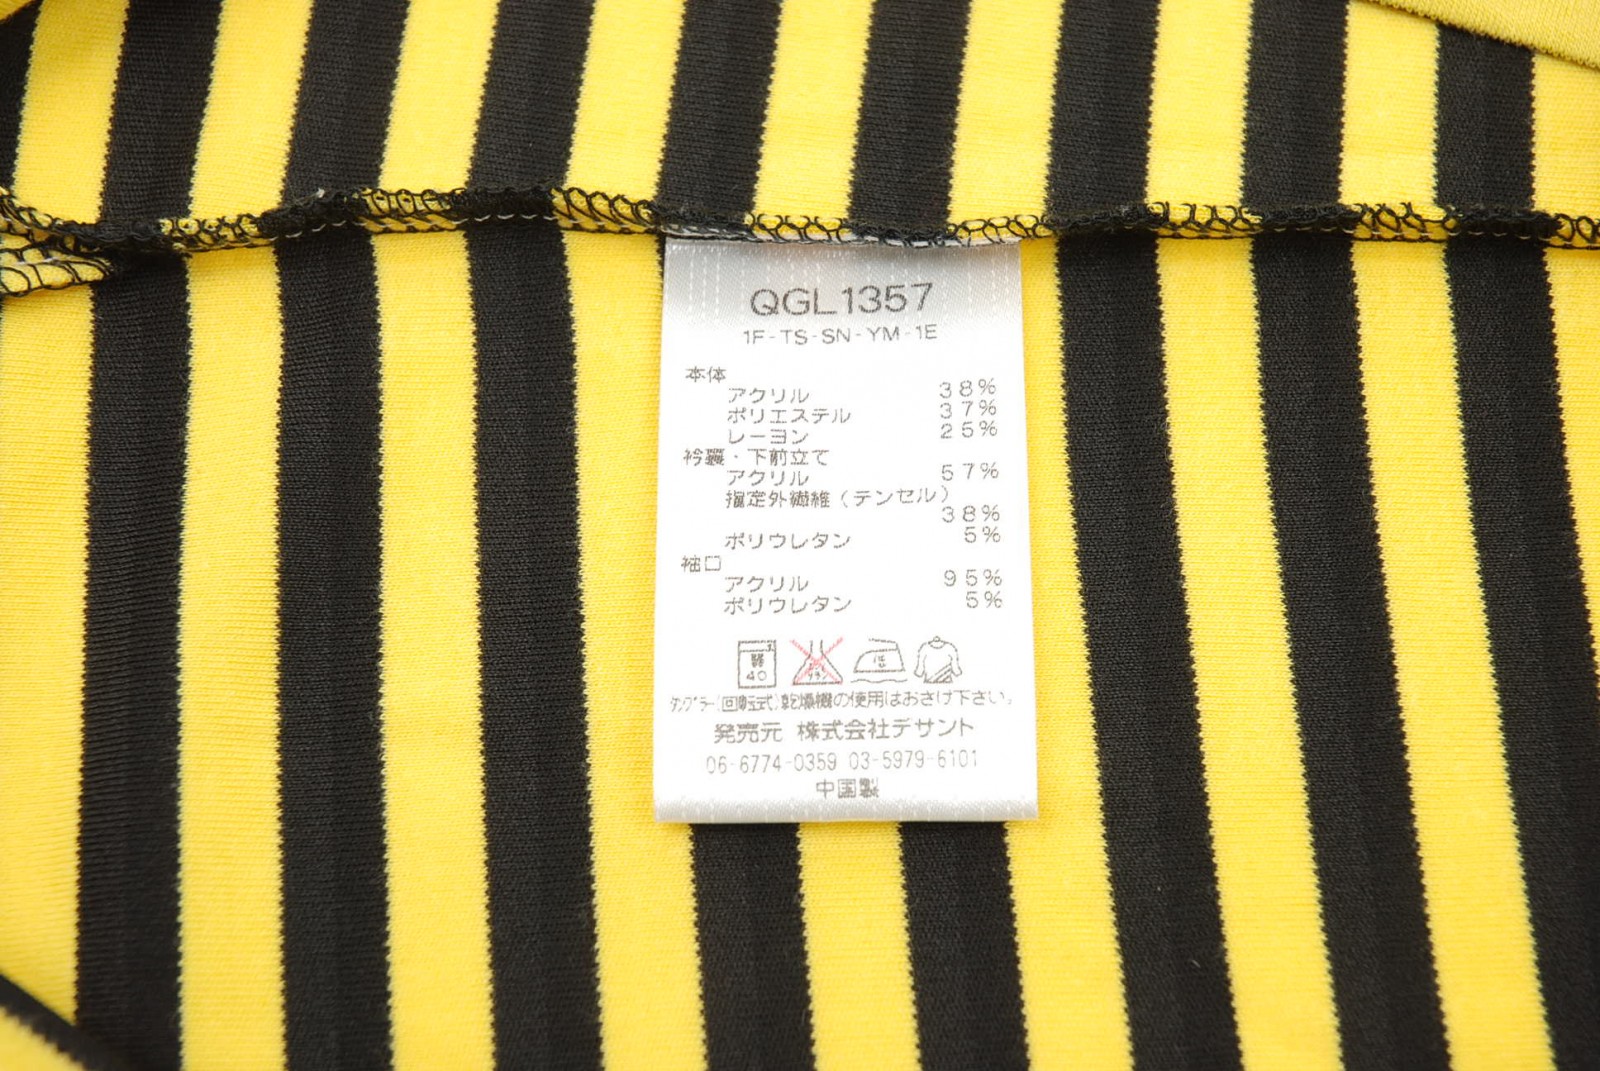 QGL1357
1F-TS-SN-YM-1E
本体
アクリル 38%
ポリエステル 37%
レーヨン 25%
衿裏・下前立て
アクリル 57%
指定外繊維(テンセル)
38%
ポリウレタン 5%
袖口
アクリル 95%
ポリウレタン 5%
40
タンブラー(回転式)乾燥機の使用はおさけ下さい。
発売元 株式会社デサント
06-6774-0359 03-5979-6101
中国製